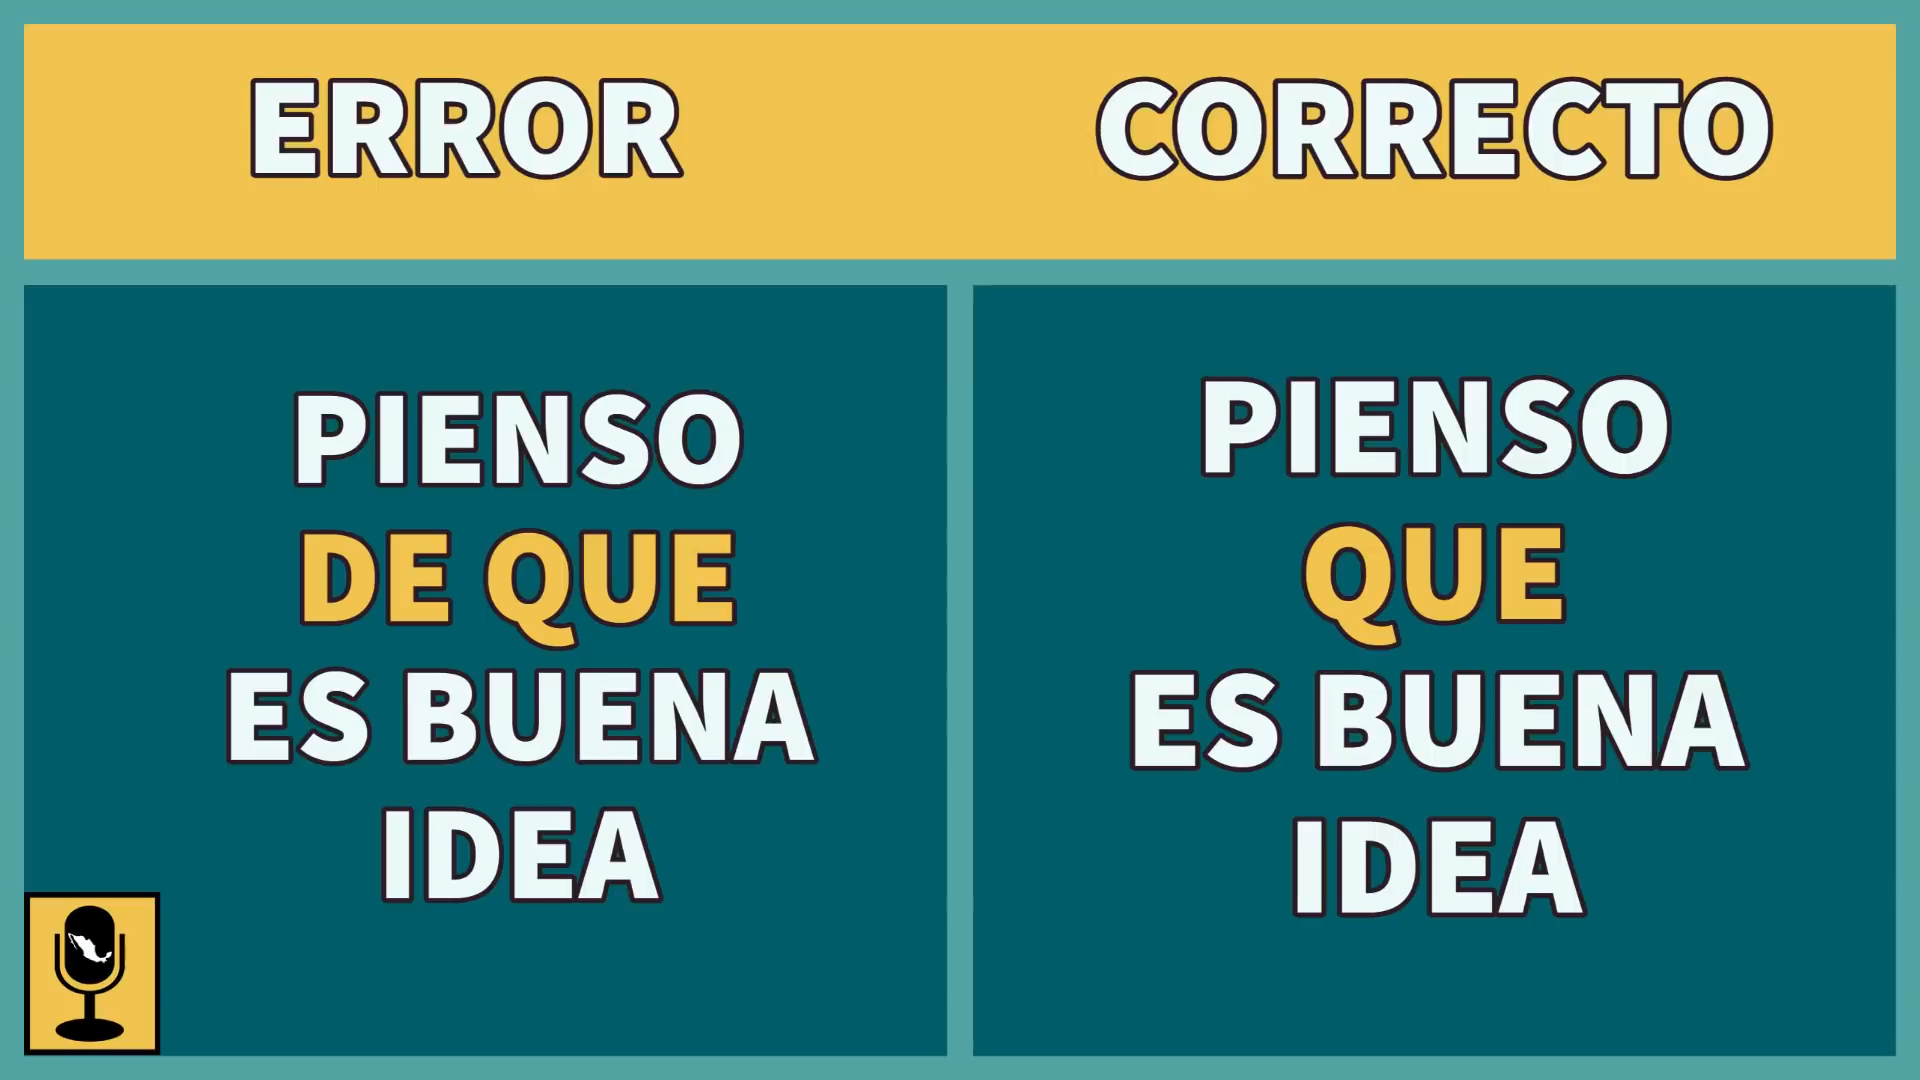 ERROR
CORRECTO
PIENSO
DE QUE
ES BUENA
IDEA
PIENSO
QUE
ES BUENA
IDEA